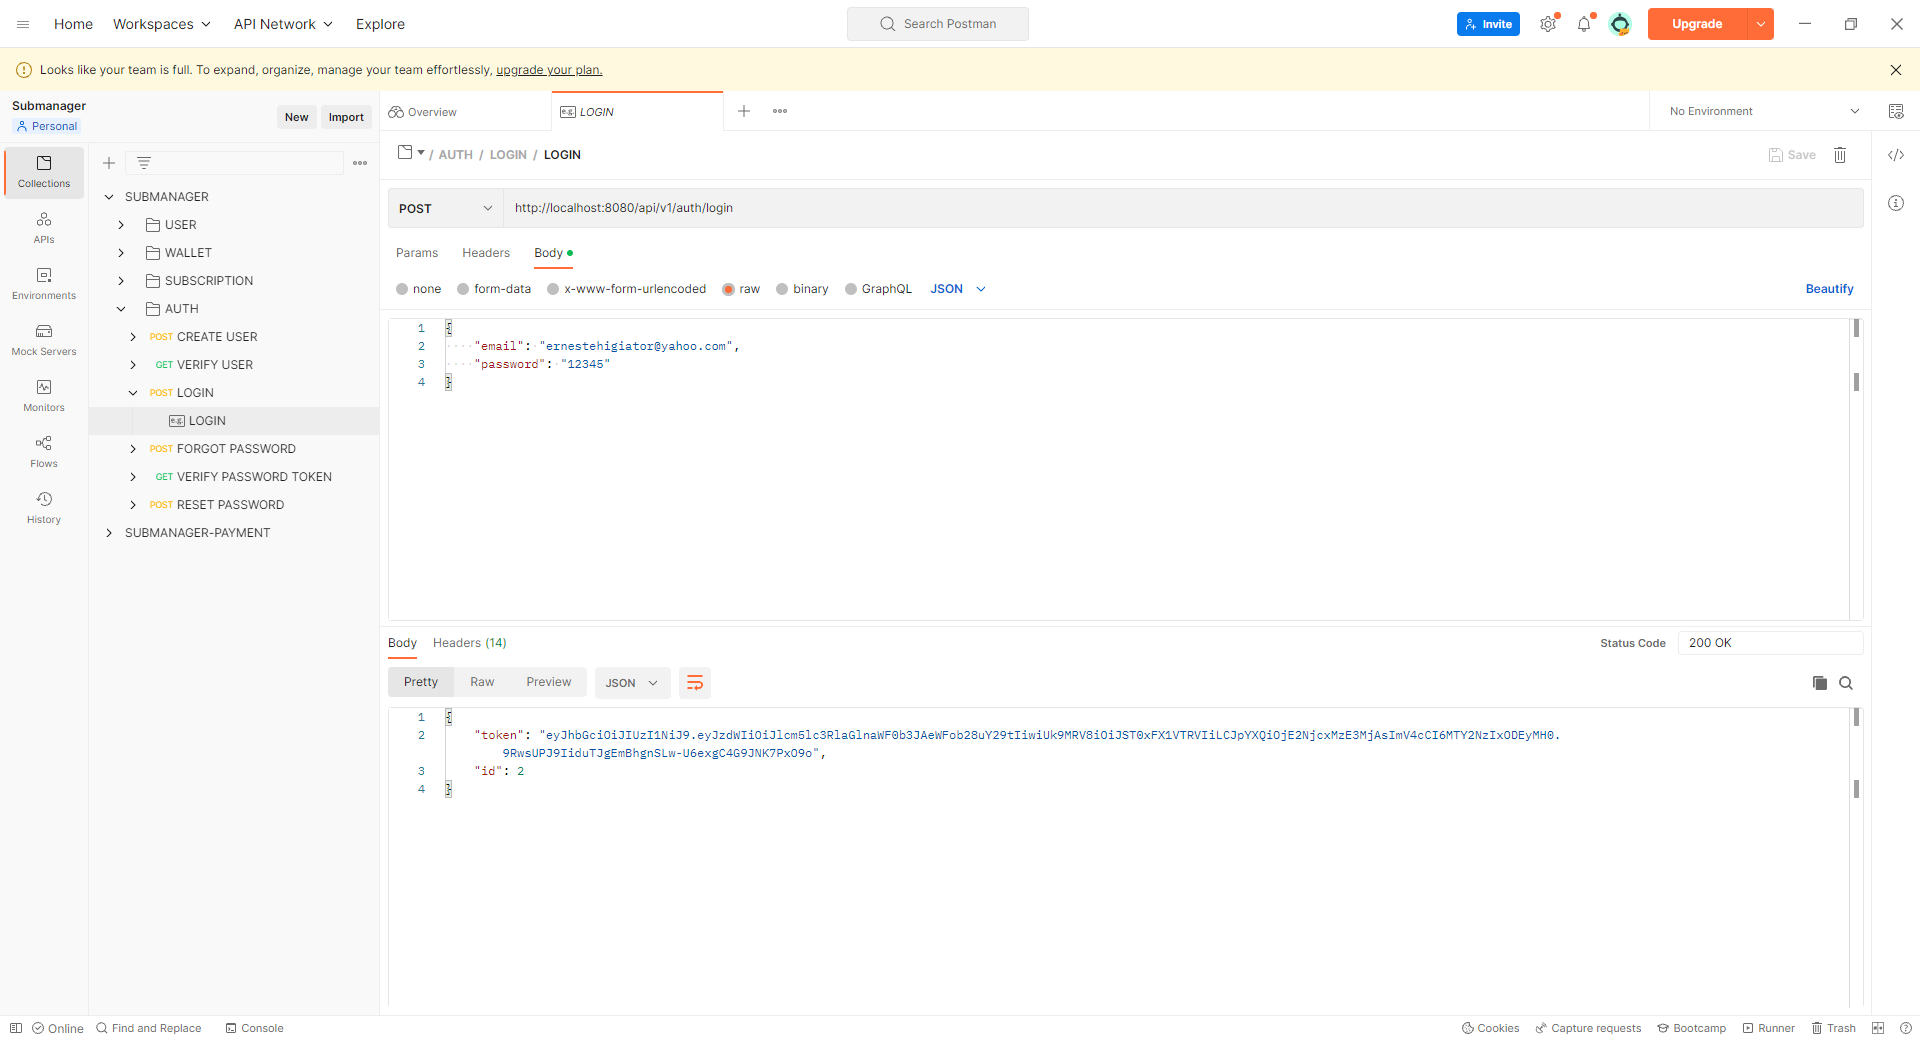 Home Workspaces API Network Explore Search Postman Invite Upgrade
Looks like your team is full. To expand, organize, manage your team effortlessly, upgrade your plan.
Submanager
Personal
New Import
Overview LOGIN No Environment
Collections
APIs
Environments
Mock Servers
Monitors
Flows
History
SUBMANAGER
USER
WALLET
SUBSCRIPTION
AUTH
POST CREATE USER
GET VERIFY USER
POST LOGIN
e.g. LOGIN
POST FORGOT PASSWORD
GET VERIFY PASSWORD TOKEN
POST RESET PASSWORD
SUBMANAGER-PAYMENT
/ AUTH / LOGIN / LOGIN Save
POST http://localhost:8080/api/v1/auth/login
Params Headers Body
none form-data x-www-form-urlencoded raw binary GraphQL JSON Beautify
1 {
2 "email": "ernestehigiator@yahoo.com",
3 "password": "12345"
4 }
Body Headers (14) Status Code 200 OK
Pretty Raw Preview JSON
1 {
2 "token": "eyJhbGciOiJIUzI1NiJ9.eyJzdWIiOiJlcm5lc3RlaGlnaWF0b3JAeWFob28uY29tIiwiUk9MRV8iOiJST0xFX1VTRVIiLCJpYXQiOjE2NjcxMzE3MjAsImV4cCI6MTY2NzIxODEyMH0.
9RwsUPJ9IiduTJgEmBhgnSLw-U6exgC4G9JNK7PxO9o",
3 "id": 2
4 }
Online Find and Replace Console Cookies Capture requests Bootcamp Runner Trash